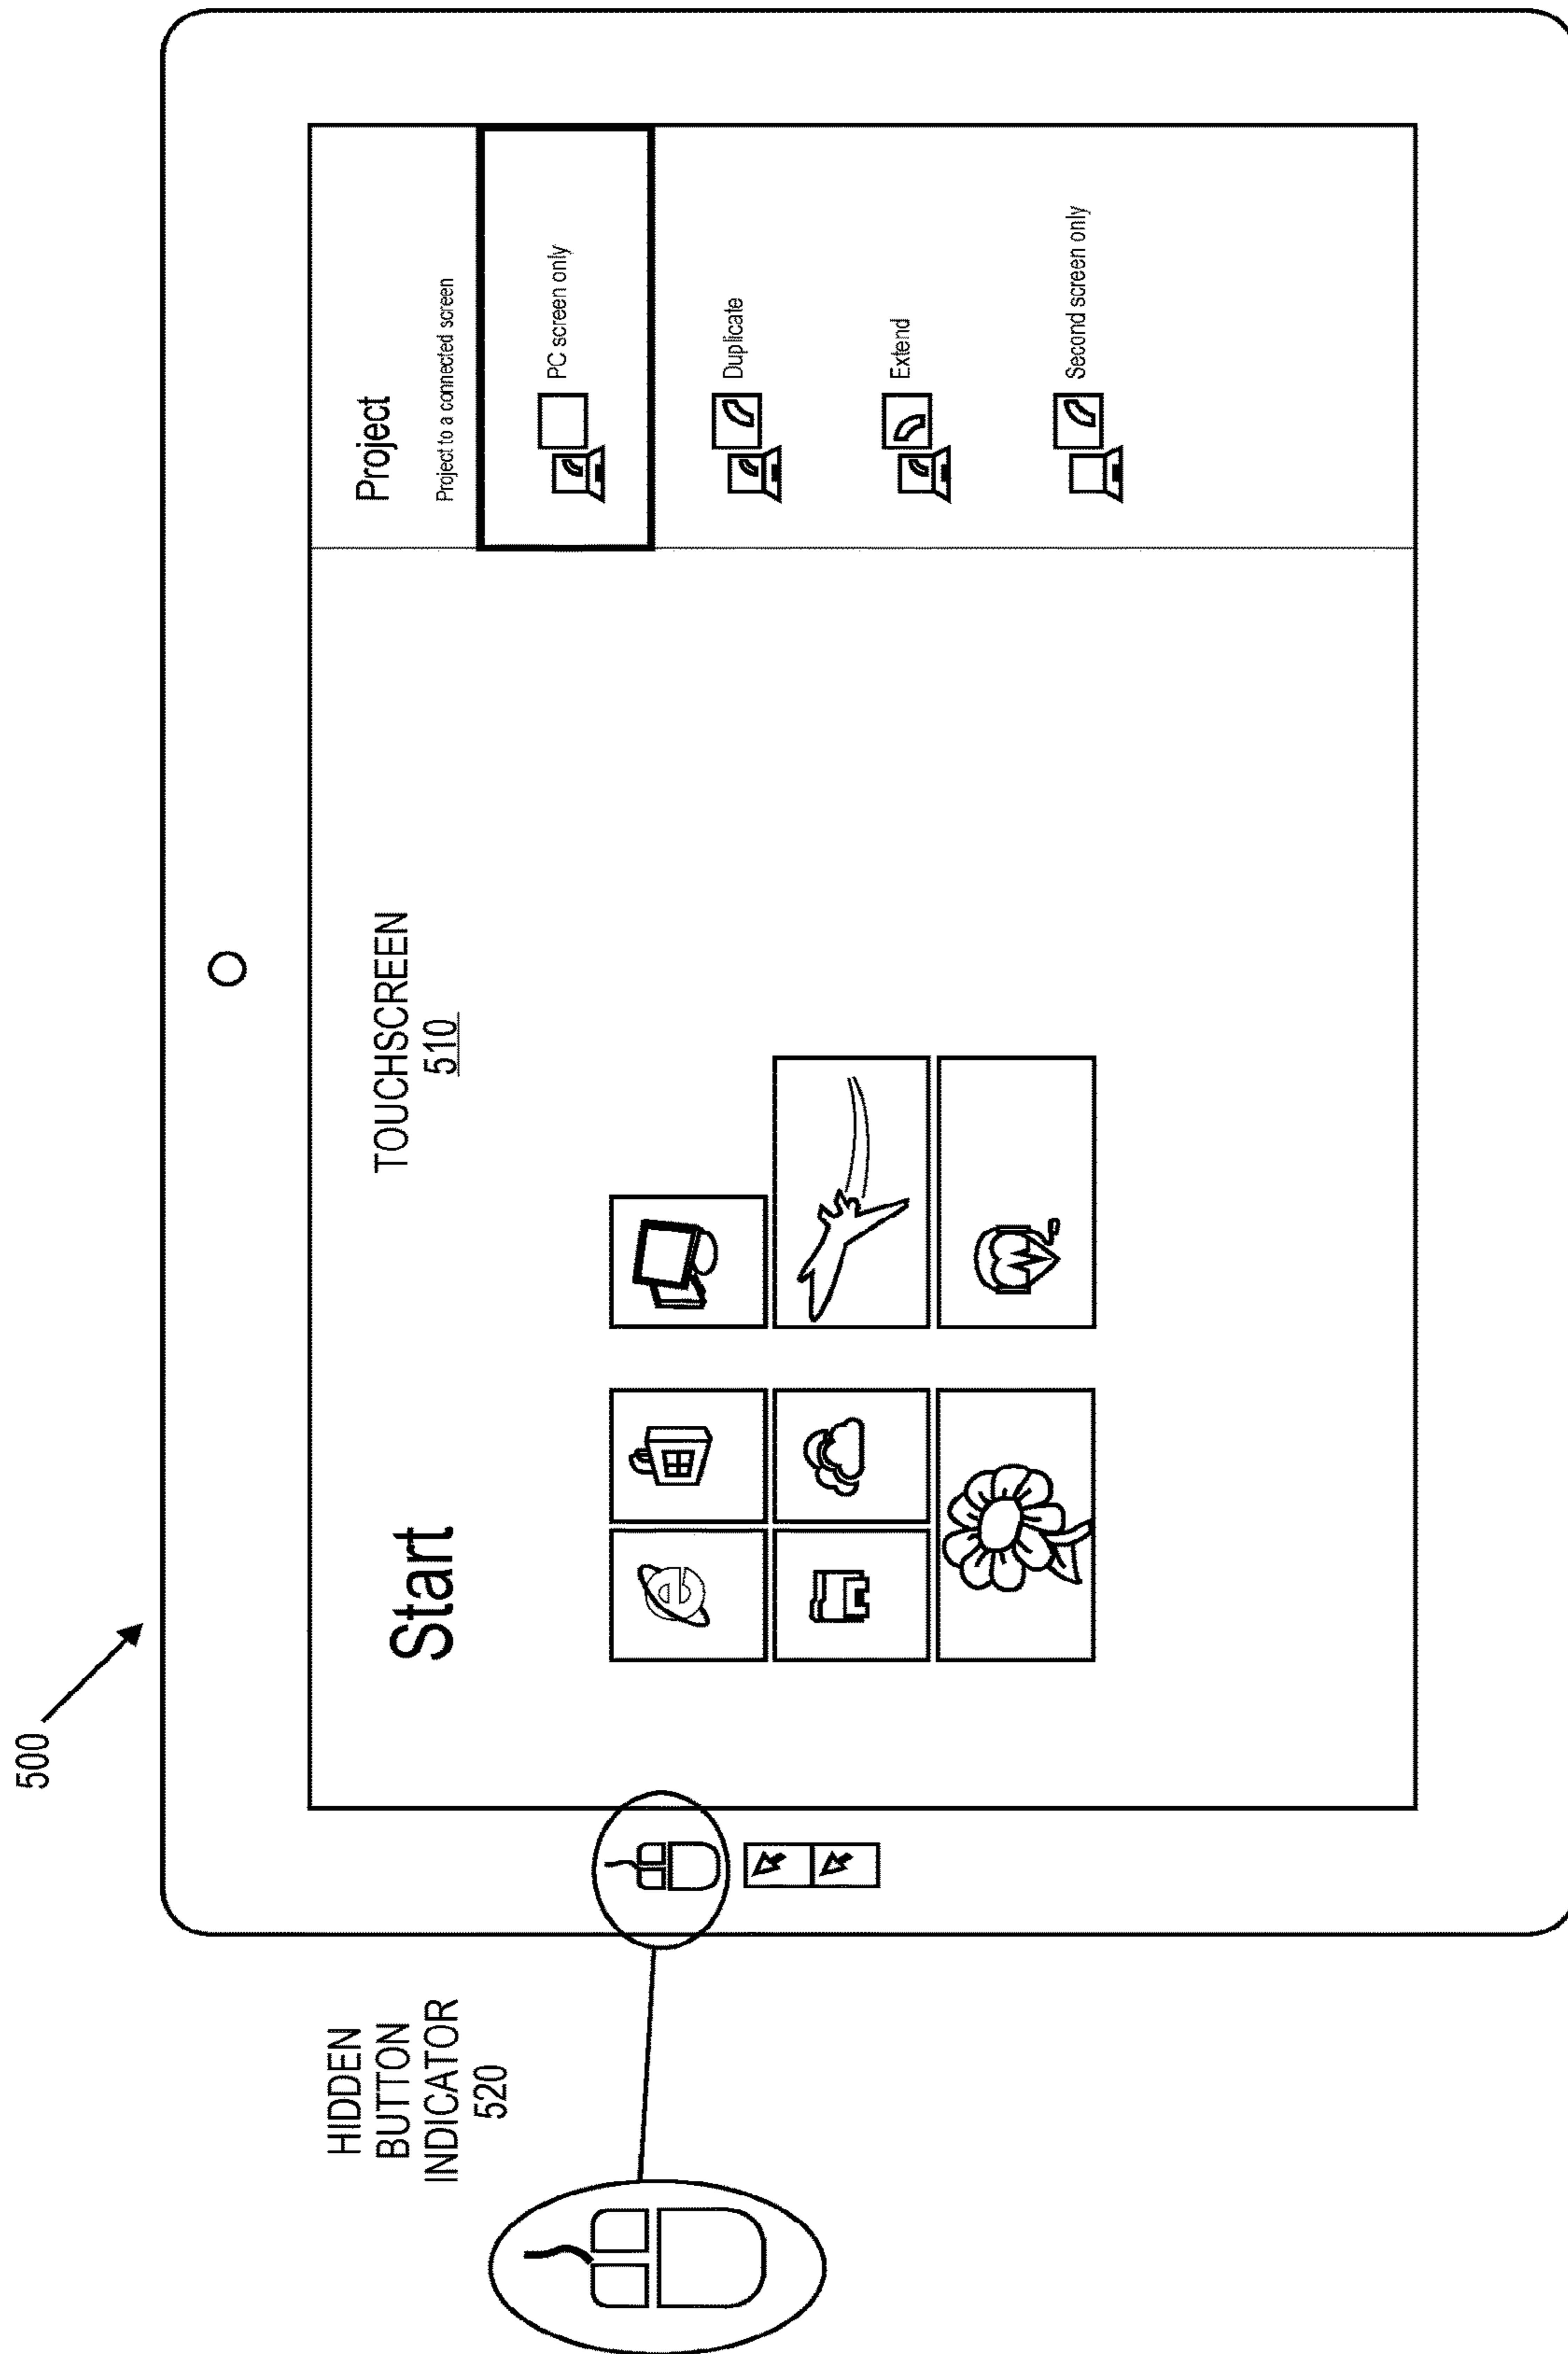 500
HIDDEN
BUTTON
INDICATOR
520
TOUCHSCREEN
510
Start
e
Project
Project to a connected screen
PC screen only
Duplicate
Extend
Second screen only